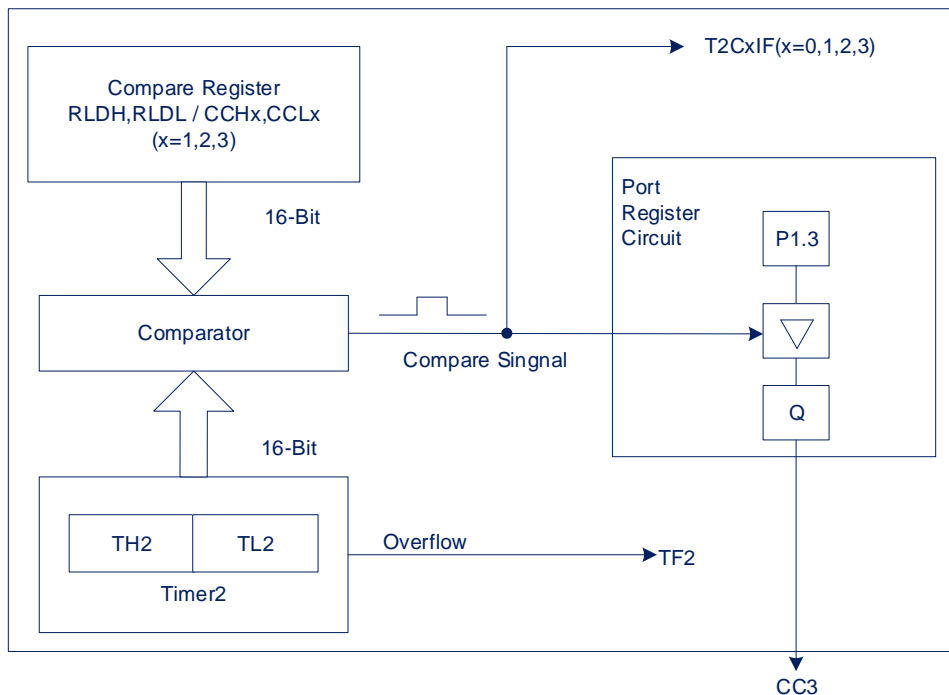 Compare Register
RLDH,RLDL / CCHx,CCLx
(x=1,2,3)
T2CxIF(x=0,1,2,3)
16-Bit
Port
Register
Circuit
P1.3
Comparator
Compare Singnal
Q
16-Bit
TH2
TL2
Timer2
Overflow
TF2
CC3